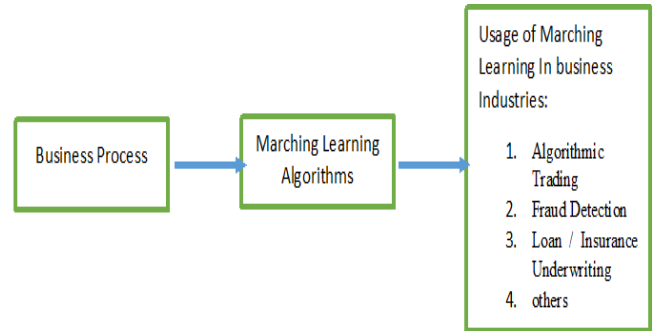 Business Process
Marching Learning
Algorithms
Usage of Marching
Learning In business
Industries:
1. Algorithmic
Trading
2. Fraud Detection
3. Loan / Insurance
Underwriting
4. others